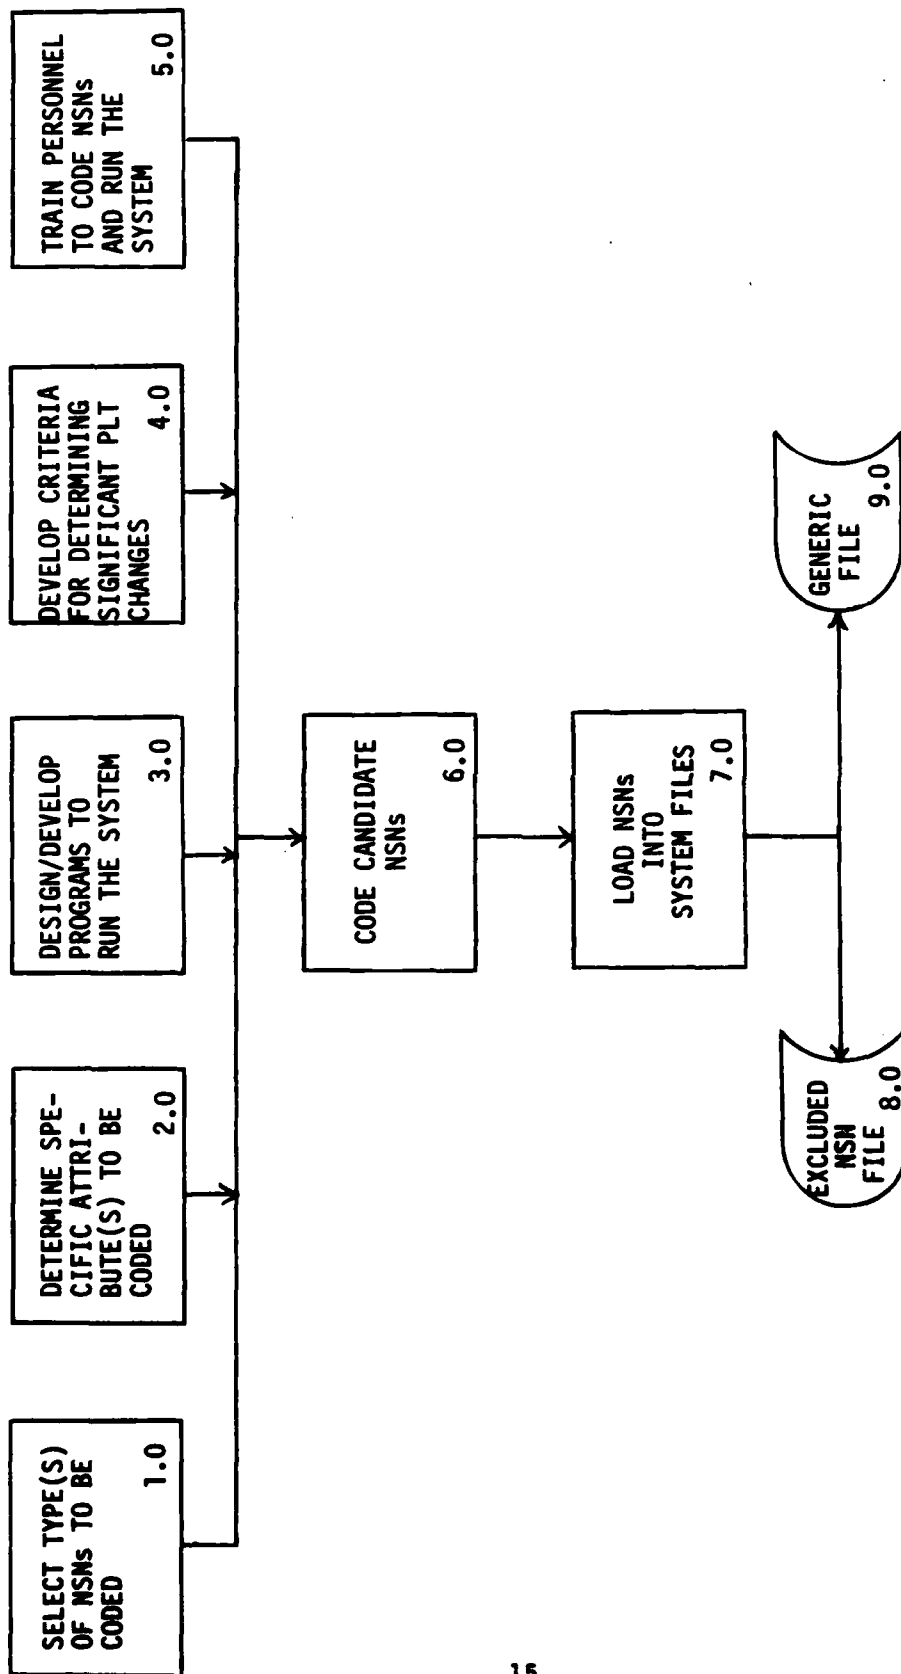 SELECT TYPE(S)
OF NSNs TO BE
CODED
1.0
DETERMINE SPE-
CIFIC ATTRI-
BUTE(S) TO BE
CODED
2.0
DESIGN/DEVELOP
PROGRAMS TO
RUN THE SYSTEM
3.0
DEVELOP CRITERIA
FOR DETERMINING
SIGNIFICANT PLT
CHANGES
4.0
TRAIN PERSONNEL
TO CODE NSNs
AND RUN THE
SYSTEM
5.0
CODE CANDIDATE
NSNs
6.0
LOAD NSNs
INTO
SYSTEM FILES
7.0
EXCLUDED
NSN
FILE
8.0
GENERIC
FILE
9.0
15